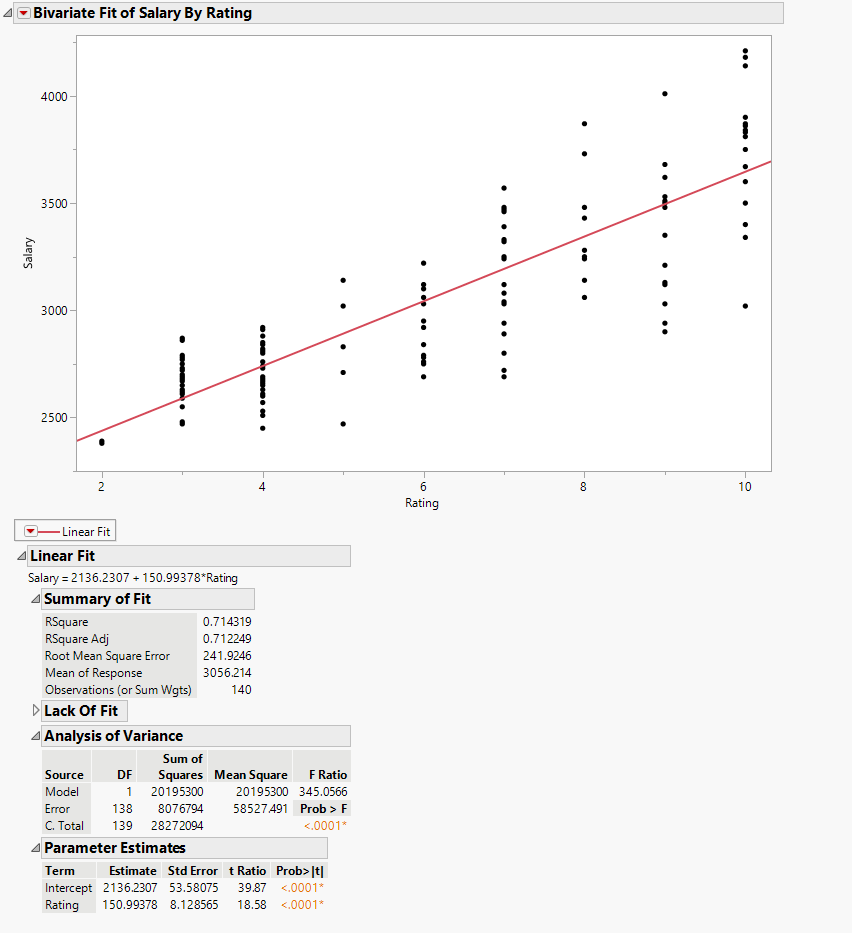 Bivariate Fit of Salary By Rating
4000
3500
3000
2500
Salary
2 4 6 8 10
Rating
Linear Fit
Linear Fit
Salary = 2136.2307 + 150.99378*Rating
Summary of Fit
RSquare 0.714319
RSquare Adj 0.712249
Root Mean Square Error 241.9246
Mean of Response 3056.214
Observations (or Sum Wgts) 140
Lack Of Fit
Analysis of Variance
Sum of
Source DF Squares Mean Square F Ratio
Model 1 20195300 20195300 345.0566
Error 138 8076794 58527.491 Prob > F
C. Total 139 28272094 <.0001*
Parameter Estimates
Term Estimate Std Error t Ratio Prob>|t|
Intercept 2136.2307 53.58075 39.87 <.0001*
Rating 150.99378 8.128565 18.58 <.0001*